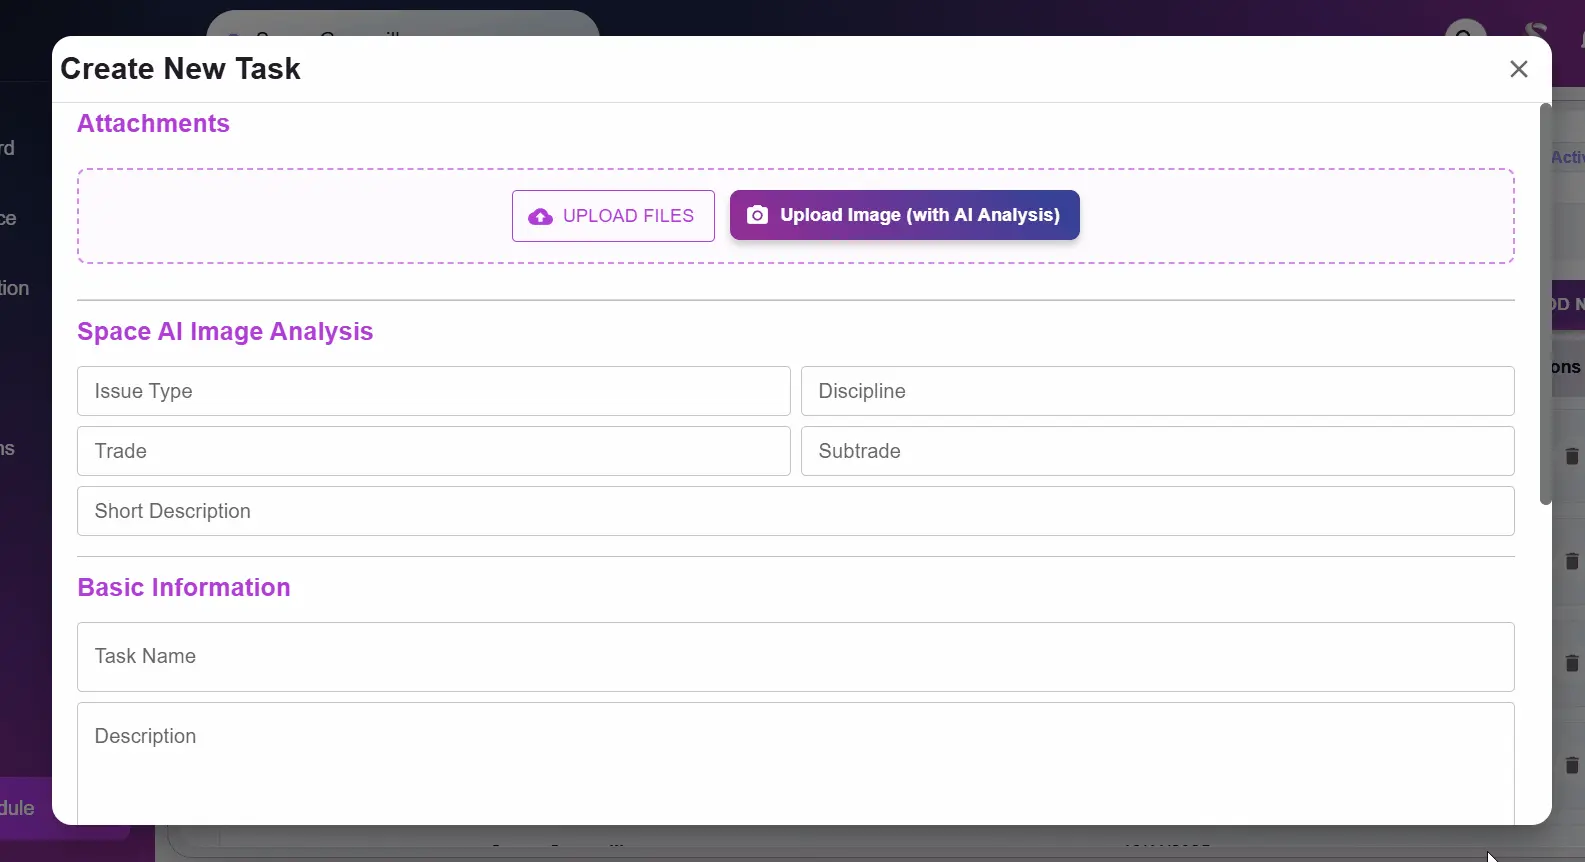 Create New Task
Attachments
UPLOAD FILES
Upload Image (with AI Analysis)
Space AI Image Analysis
Issue Type
Discipline
Trade
Subtrade
Short Description
Basic Information
Task Name
Description